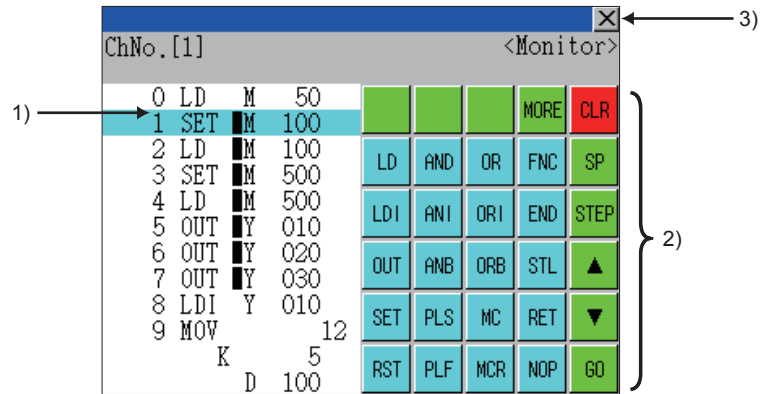 3)
ChNo.[1] <Monitor>
1)
0 LD M 50
1 SET M 100
2 LD M 100
3 SET M 500
4 LD M 500
5 OUT Y 010
6 OUT Y 020
7 OUT Y 030
8 LDI Y 010
9 MOV 12
K 5
D 100
MORE CLR
LD AND OR FNC SP
LDI ANI ORI END STEP
OUT ANB ORB STL ▲
SET PLS MC RET ▼
RST PLF MCR NOP GO
2)